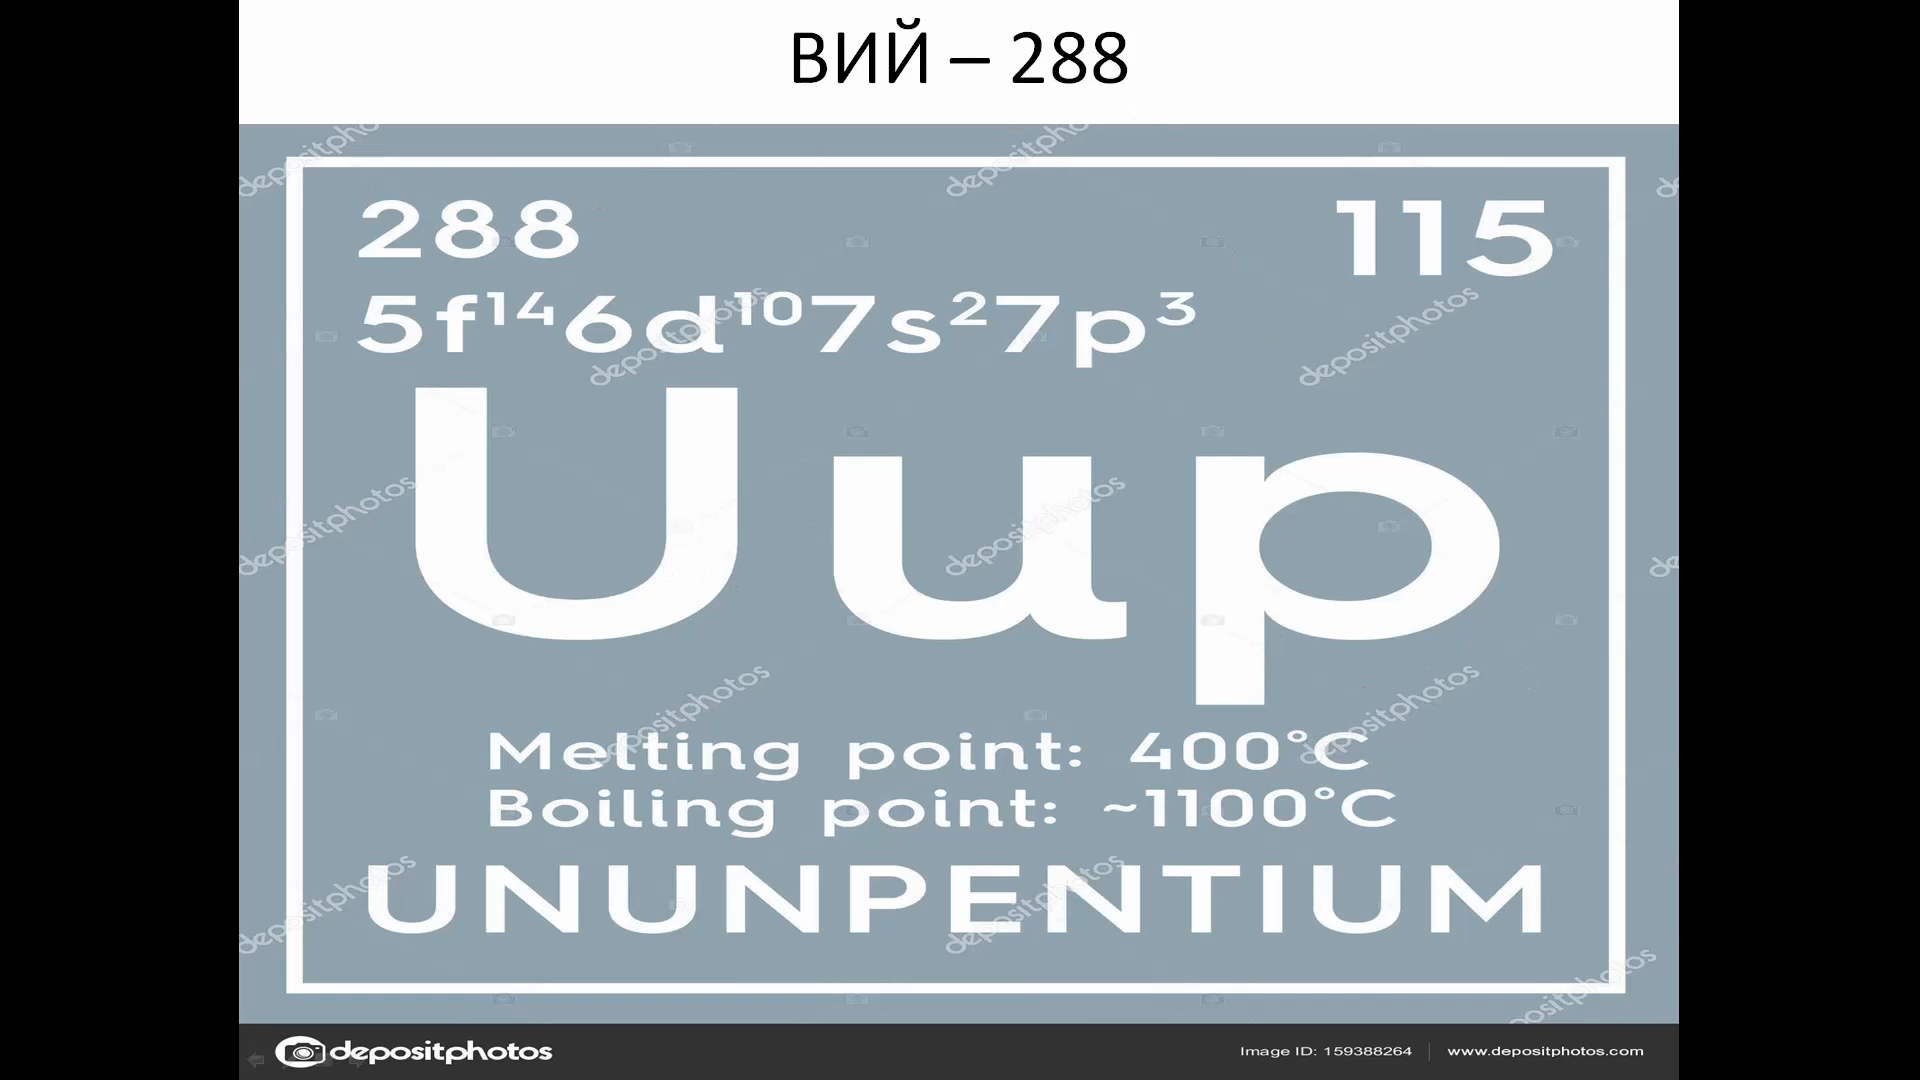 ВИЙ – 288
288
115
5f¹⁴6d¹⁰7s²7p³
Uup
Melting point: 400°C
Boiling point: ~1100°C
UNUNPENTIUM
depositphotos
Image ID: 159388264
www.depositphotos.com